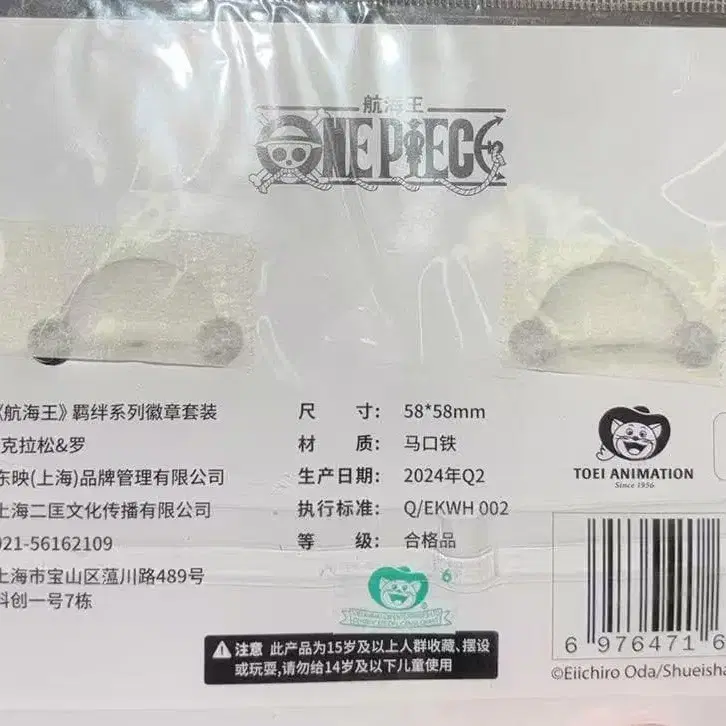 航海王
ONE PIECE
《航海王》羁绊系列徽章套装
克拉松&罗
东映(上海)品牌管理有限公司
上海二匡文化传播有限公司
021-56162109
上海市宝山区蕰川路489号
科创一号7栋
尺 寸: 58*58mm
材 质: 马口铁
生产日期: 2024年Q2
执行标准: Q/EKWH 002
等 级: 合格品
TOEI ANIMATION
Since 1956
6
注意 此产品为15岁及以上人群收藏、摆设
或玩耍,请勿给14岁及以下儿童使用
6 976471 6
©Eiichiro Oda/Shueisha